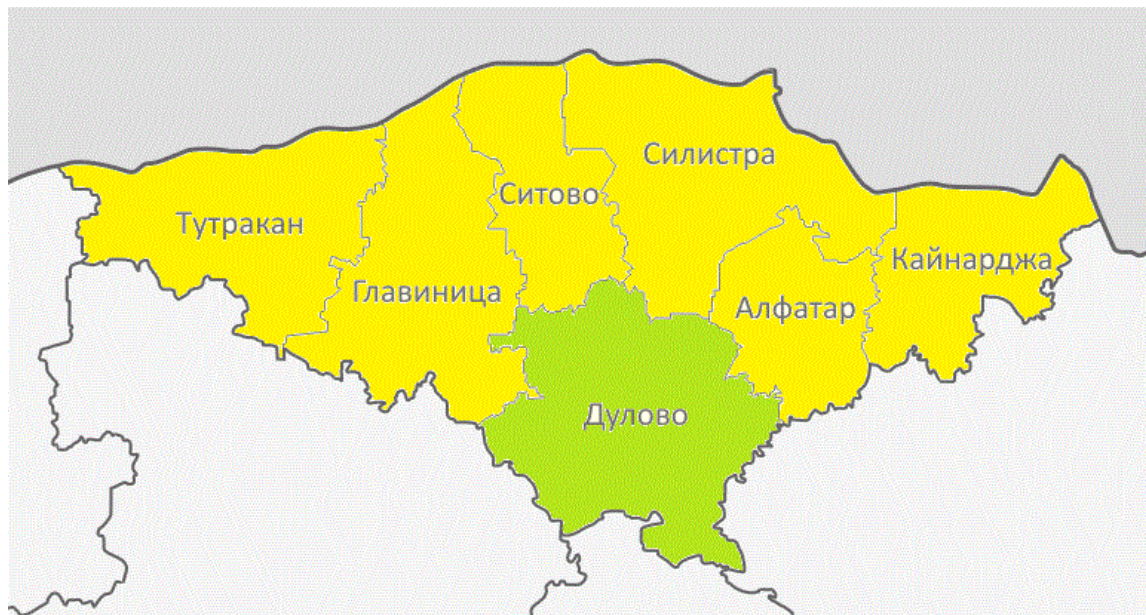 Силистра
Ситово
Тутракан
Кайнарджа
Главиница
Алфатар
Дулово